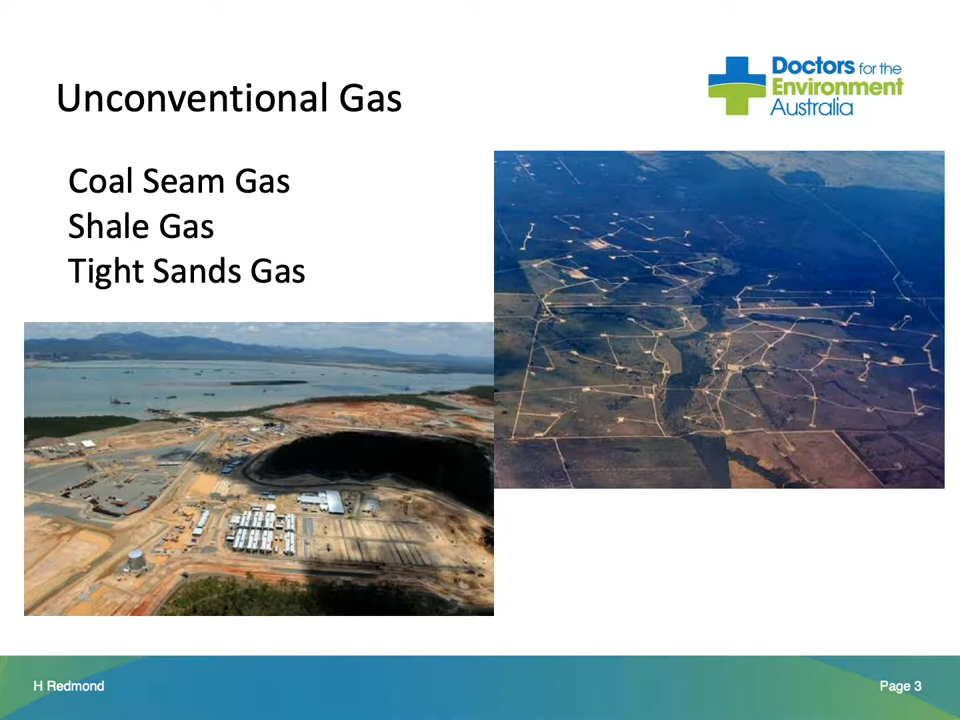 Unconventional Gas
Doctors for the
Environment
Australia
Coal Seam Gas
Shale Gas
Tight Sands Gas
H Redmond
Page 3